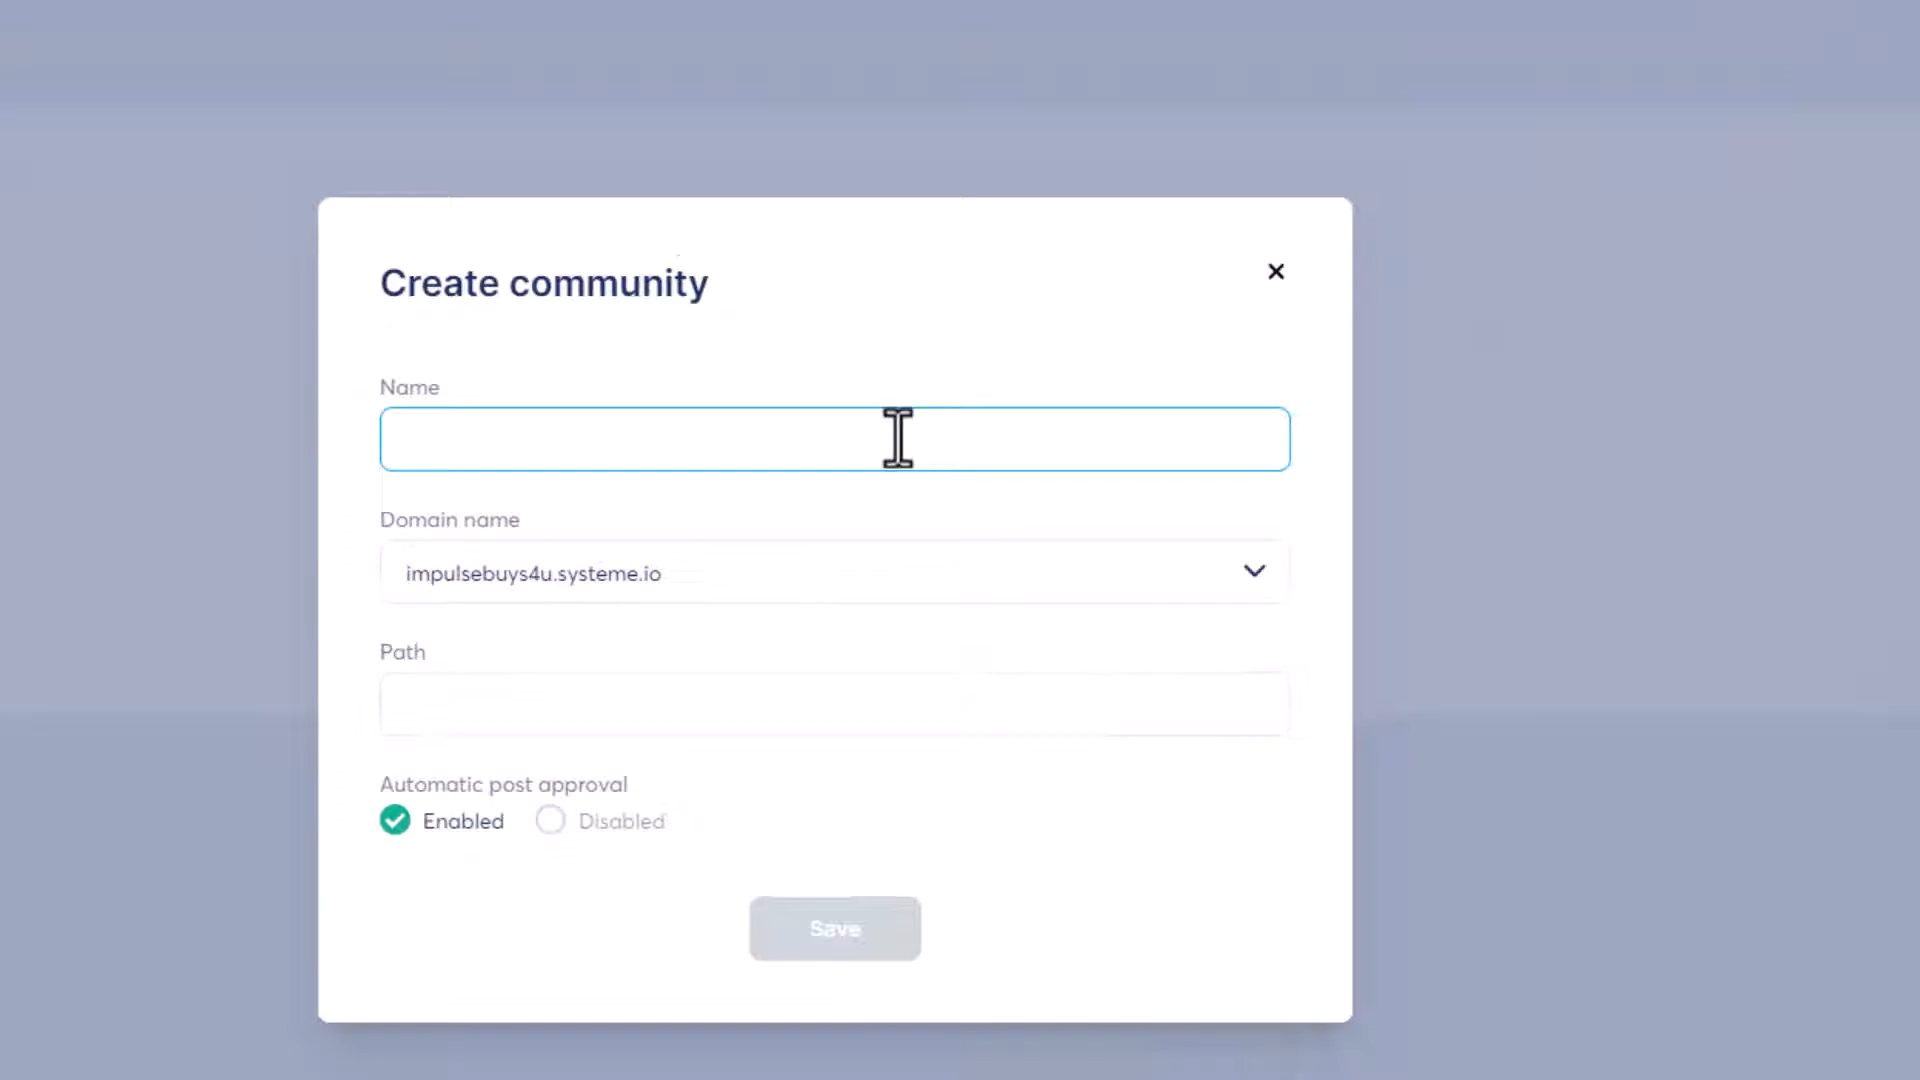 Create community
Name
Domain name
impulsebuys4u.systeme.io
Path
Automatic post approval
Enabled Disabled
Save